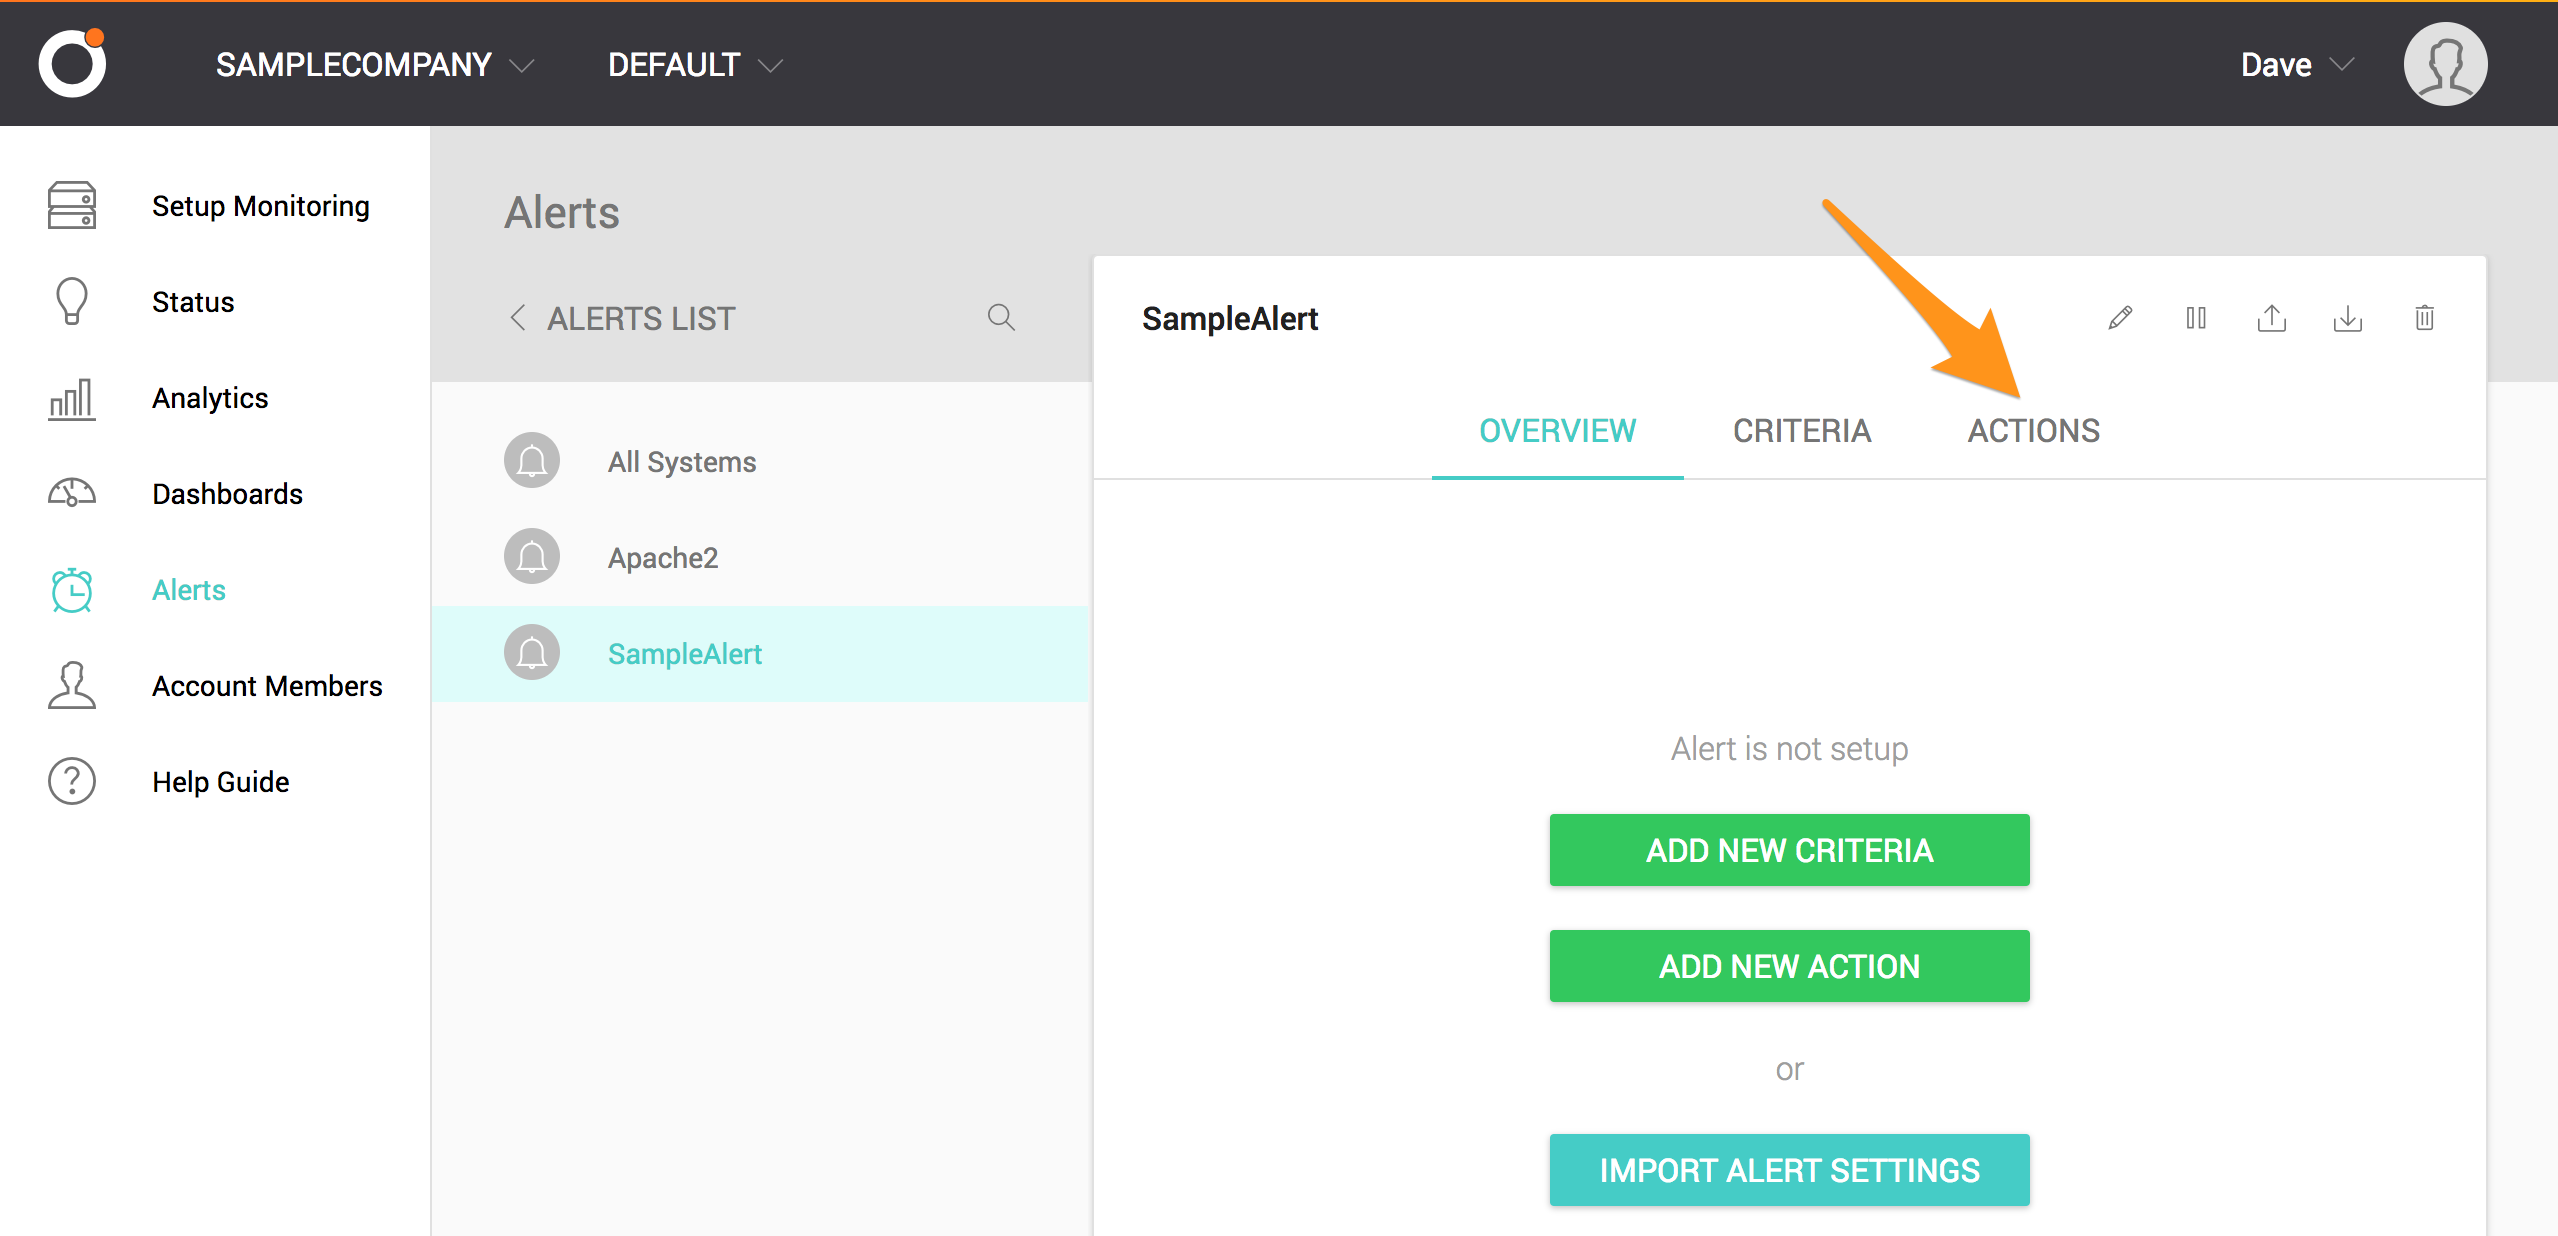 SAMPLECOMPANY
DEFAULT
Dave
Setup Monitoring
Status
Analytics
Dashboards
Alerts
Account Members
Help Guide
Alerts
ALERTS LIST
All Systems
Apache2
SampleAlert
SampleAlert
OVERVIEW CRITERIA ACTIONS
Alert is not setup
ADD NEW CRITERIA
ADD NEW ACTION
or
IMPORT ALERT SETTINGS